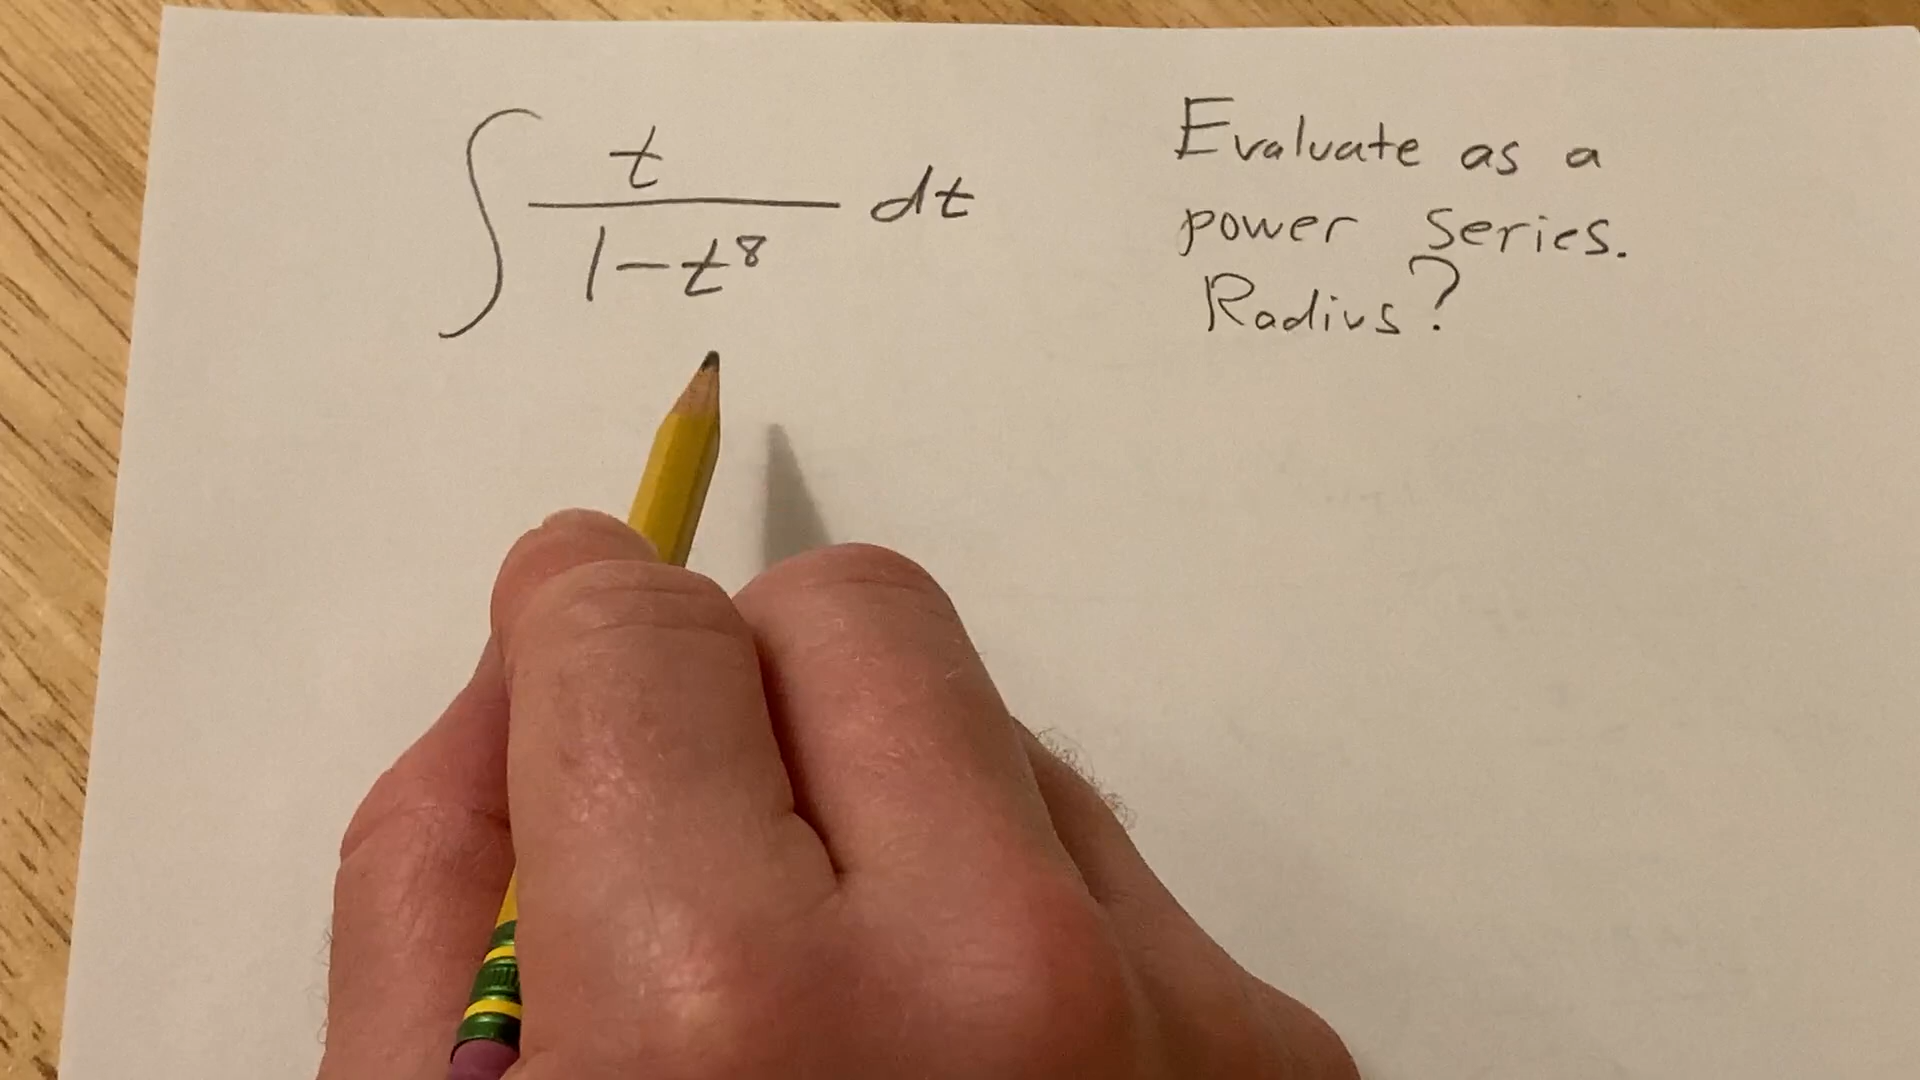 ∫ t / (1 - t⁸) dt
Evaluate as a
power series.
Radius?